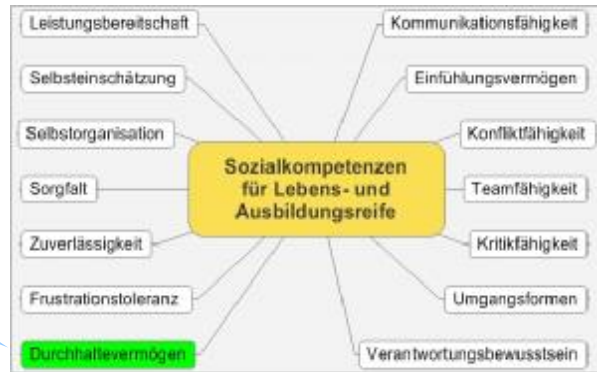 Leistungsbereitschaft
Kommunikationsfähigkeit
Selbsteinschätzung
Einfühlungsvermögen
Selbstorganisation
Konfliktfähigkeit
Sozialkompetenzen
für Lebens- und
Ausbildungsreife
Sorgfalt
Teamfähigkeit
Zuverlässigkeit
Kritikfähigkeit
Frustrationstoleranz
Umgangsformen
Durchhaltevermögen
Verantwortungsbewusstsein